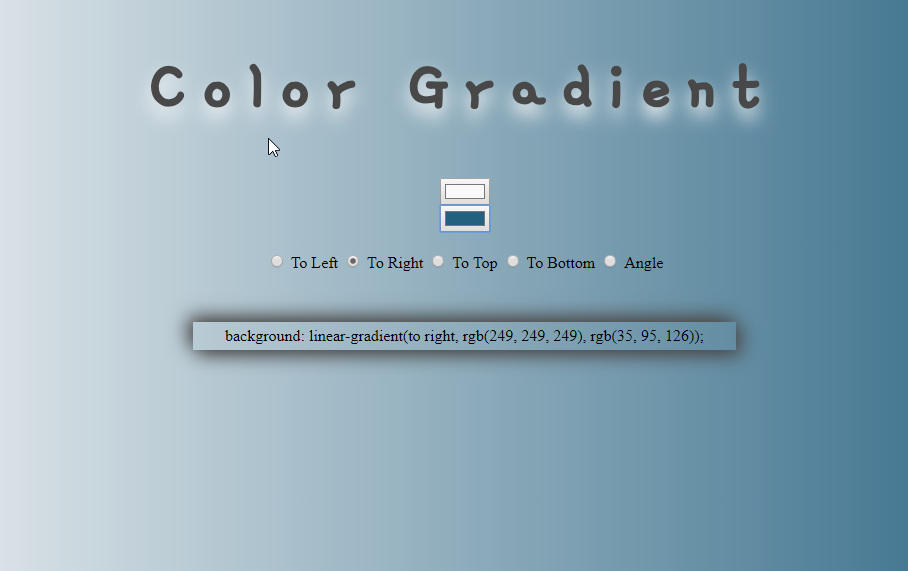 Color Gradient
To Left To Right To Top To Bottom Angle
background: linear-gradient(to right, rgb(249, 249, 249), rgb(35, 95, 126));